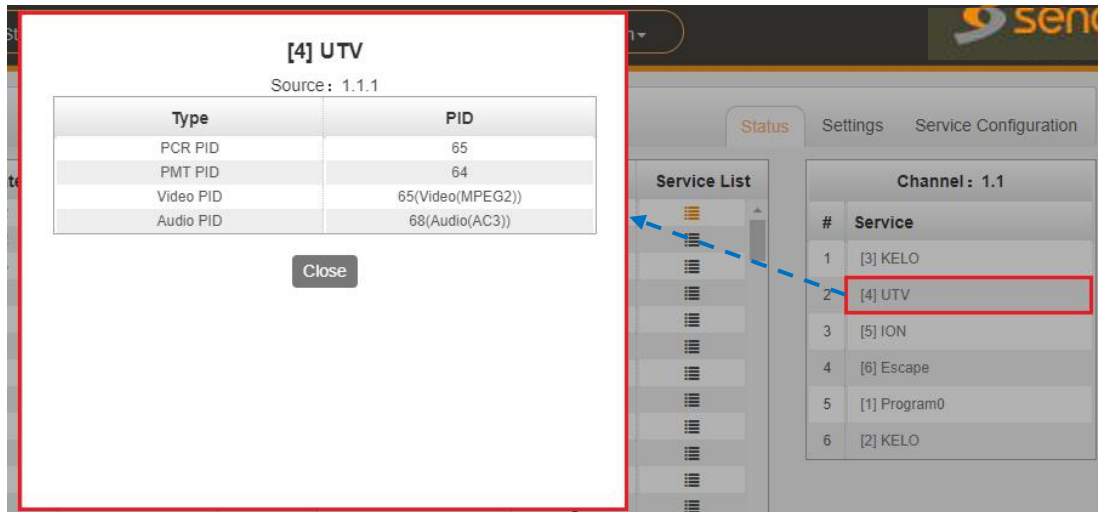 [4] UTV
Source：1.1.1
Type PID
PCR PID 65
PMT PID 64
Video PID 65(Video(MPEG2))
Audio PID 68(Audio(AC3))
Close
Status Settings Service Configuration
Service List
Channel：1.1
# Service
1 [3] KELO
2 [4] UTV
3 [5] ION
4 [6] Escape
5 [1] Program0
6 [2] KELO